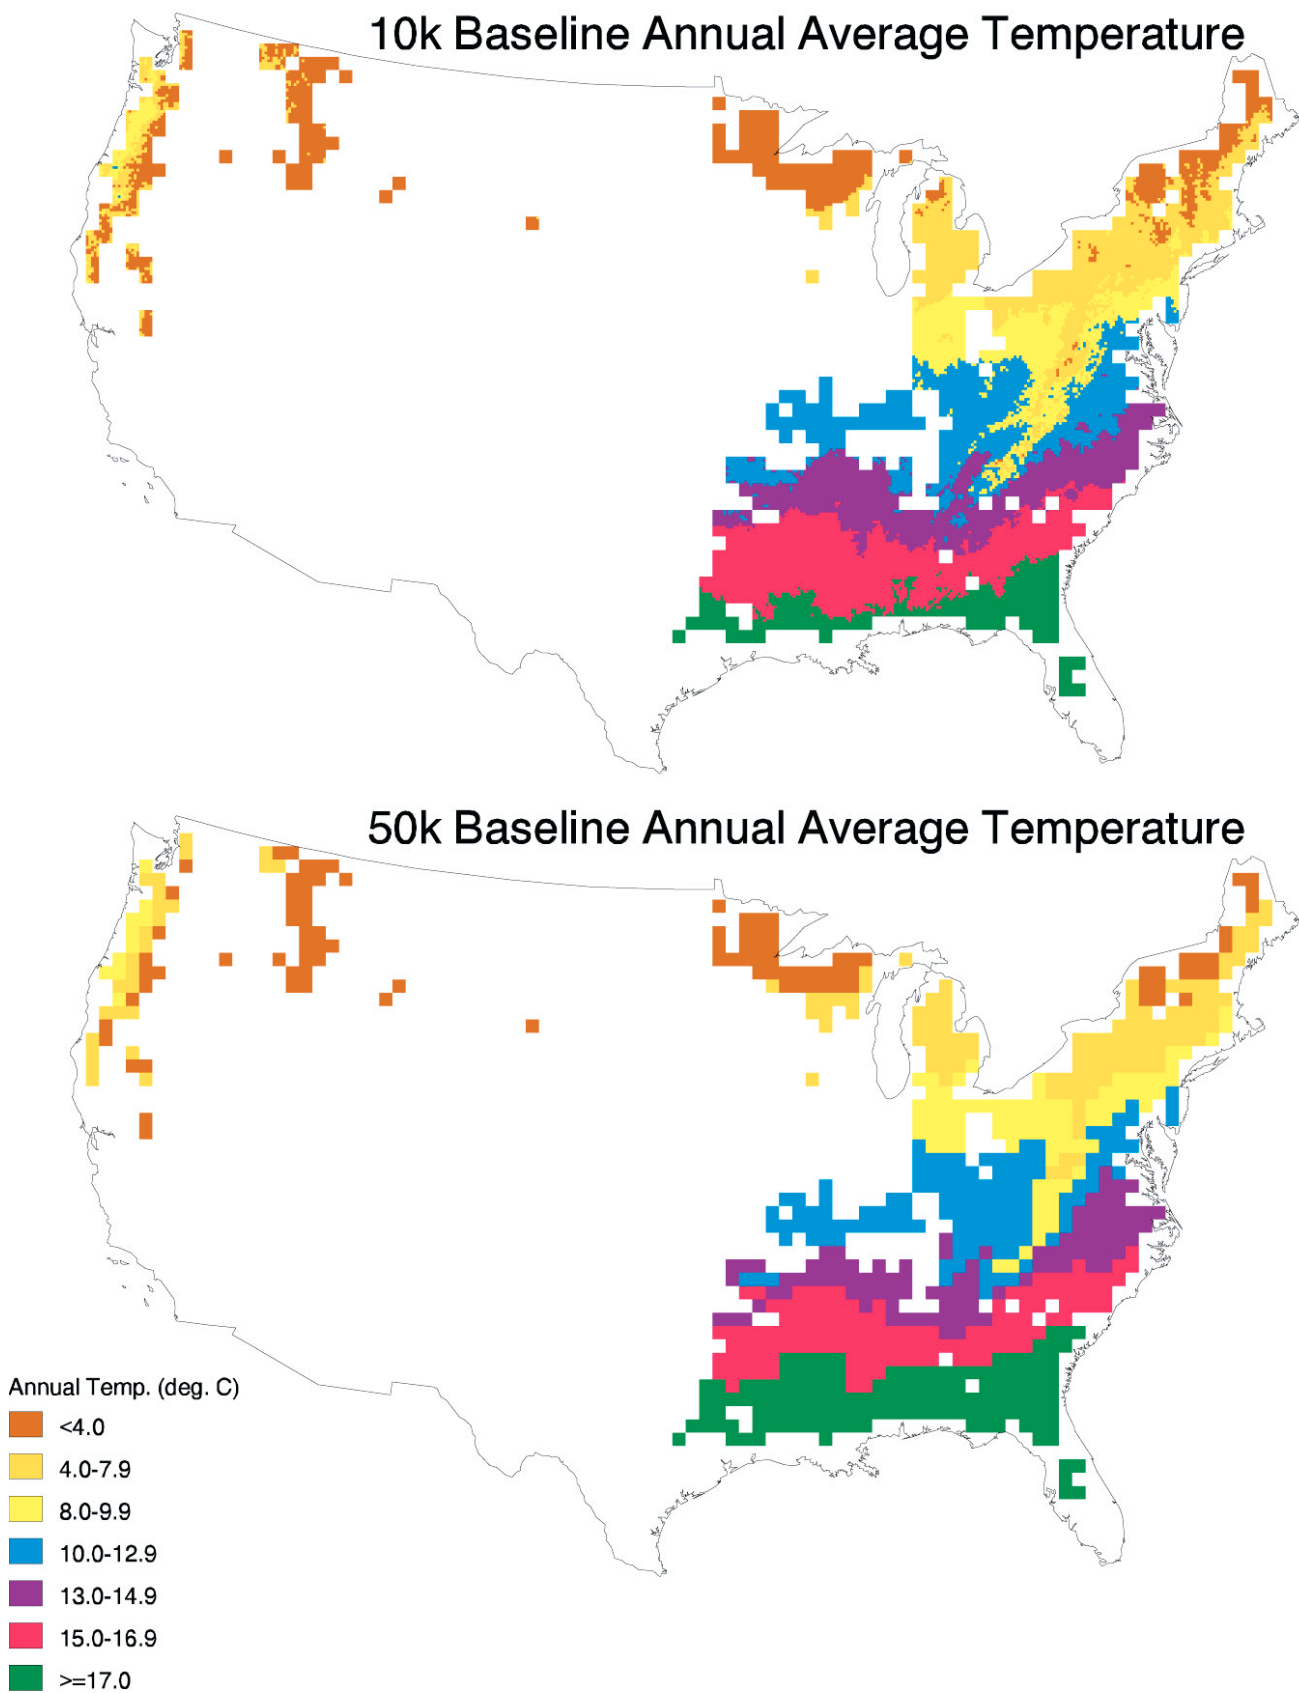 10k Baseline Annual Average Temperature
50k Baseline Annual Average Temperature
Annual Temp. (deg. C)
<4.0
4.0-7.9
8.0-9.9
10.0-12.9
13.0-14.9
15.0-16.9
>=17.0